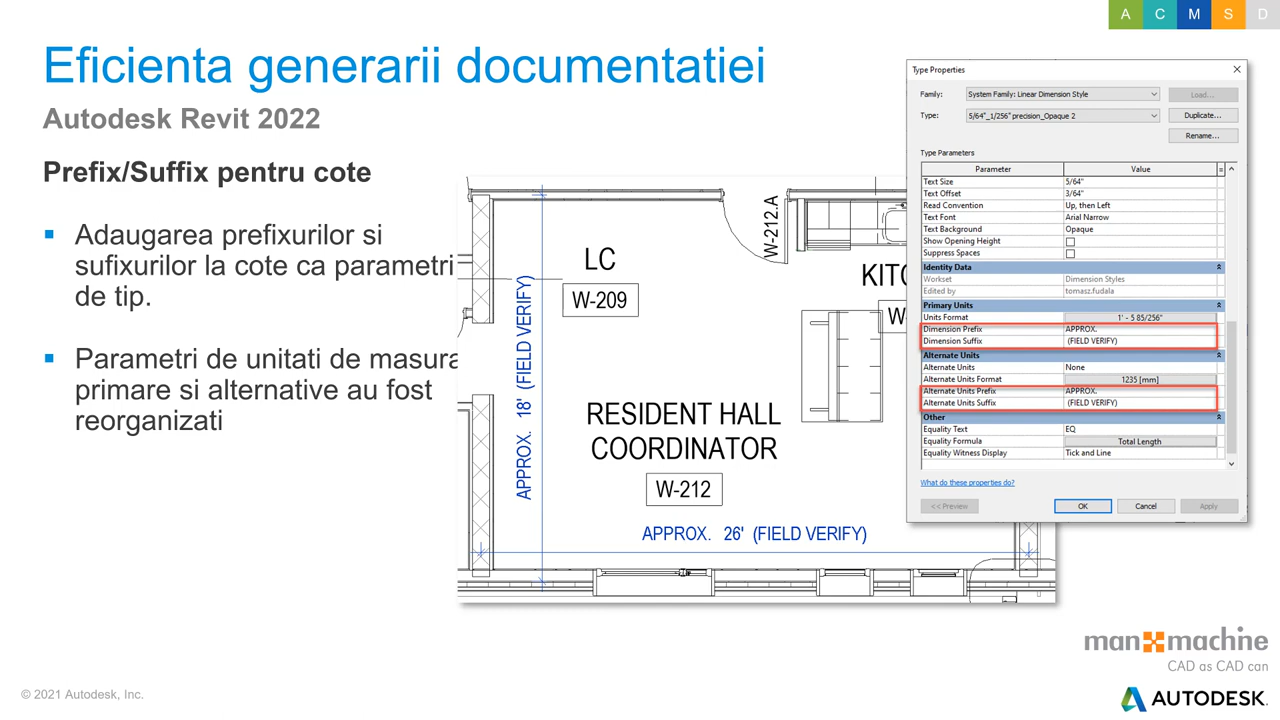 A C M S D
Eficienta generarii documentatiei
Autodesk Revit 2022
Prefix/Suffix pentru cote
Adaugarea prefixurilor si
sufixurilor la cote ca parametri
de tip.
Parametri de unitati de masura
primare si alternative au fost
reorganizati
LC
W-209
W-212.A
KITC
W-
RESIDENT HALL
COORDINATOR
W-212
APPROX. 18' (FIELD VERIFY)
APPROX. 26' (FIELD VERIFY)
Type Properties
Family: System Family: Linear Dimension Style Load...
Type: 5/64"_1/256" precision_Opaque 2 Duplicate...
Rename...
Type Parameters
Parameter Value =
Text Size 5/64"
Text Offset 3/64"
Read Convention Up, then Left
Text Font Arial Narrow
Text Background Opaque
Show Opening Height
Suppress Spaces
Identity Data
Workset Dimension Styles
Edited by tomasz.fudala
Primary Units
Units Format 1' - 5 85/256"
Dimension Prefix APPROX.
Dimension Suffix (FIELD VERIFY)
Alternate Units
Alternate Units None
Alternate Units Format 1235 [mm]
Alternate Units Prefix APPROX.
Alternate Units Suffix (FIELD VERIFY)
Other
Equality Text EQ
Equality Formula Total Length
Equality Witness Display Tick and Line
What do these properties do?
<< Preview OK Cancel Apply
man machine
CAD as CAD can
© 2021 Autodesk, Inc.
AUTODESK.